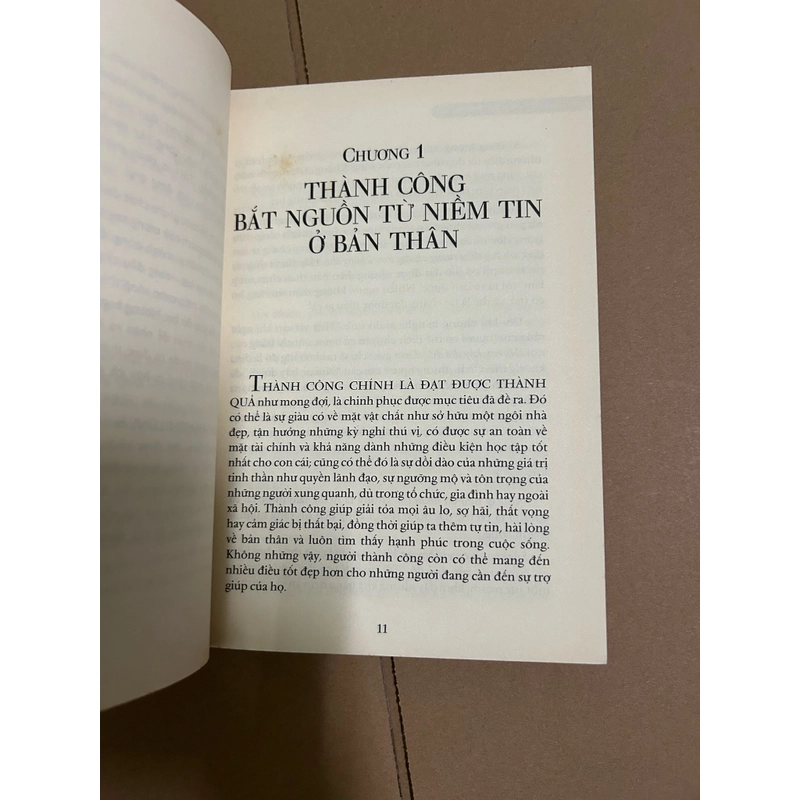 CHƯƠNG 1
THÀNH CÔNG
BẮT NGUỒN TỪ NIỀM TIN
Ở BẢN THÂN
THÀNH CÔNG CHÍNH LÀ ĐẠT ĐƯỢC THÀNH
QUẢ như mong đợi, là chinh phục được mục tiêu đã đề ra. Đó
có thể là sự giàu có về mặt vật chất như sở hữu một ngôi nhà
đẹp, tận hưởng những kỳ nghỉ thú vị, có được sự an toàn về
mặt tài chính và khả năng dành những điều kiện học tập tốt
nhất cho con cái; cũng có thể đó là sự dồi dào của những giá trị
tinh thần như quyền lãnh đạo, sự ngưỡng mộ và tôn trọng của
những người xung quanh, dù trong tổ chức, gia đình hay ngoài
xã hội. Thành công giúp giải tỏa mọi âu lo, sợ hãi, thất vọng
hay cảm giác bị thất bại, đồng thời giúp ta thêm tự tin, hài lòng
về bản thân và luôn tìm thấy hạnh phúc trong cuộc sống.
Không những vậy, người thành công còn có thể mang đến
nhiều điều tốt đẹp hơn cho những người đang cần đến sự trợ
giúp của họ.
11